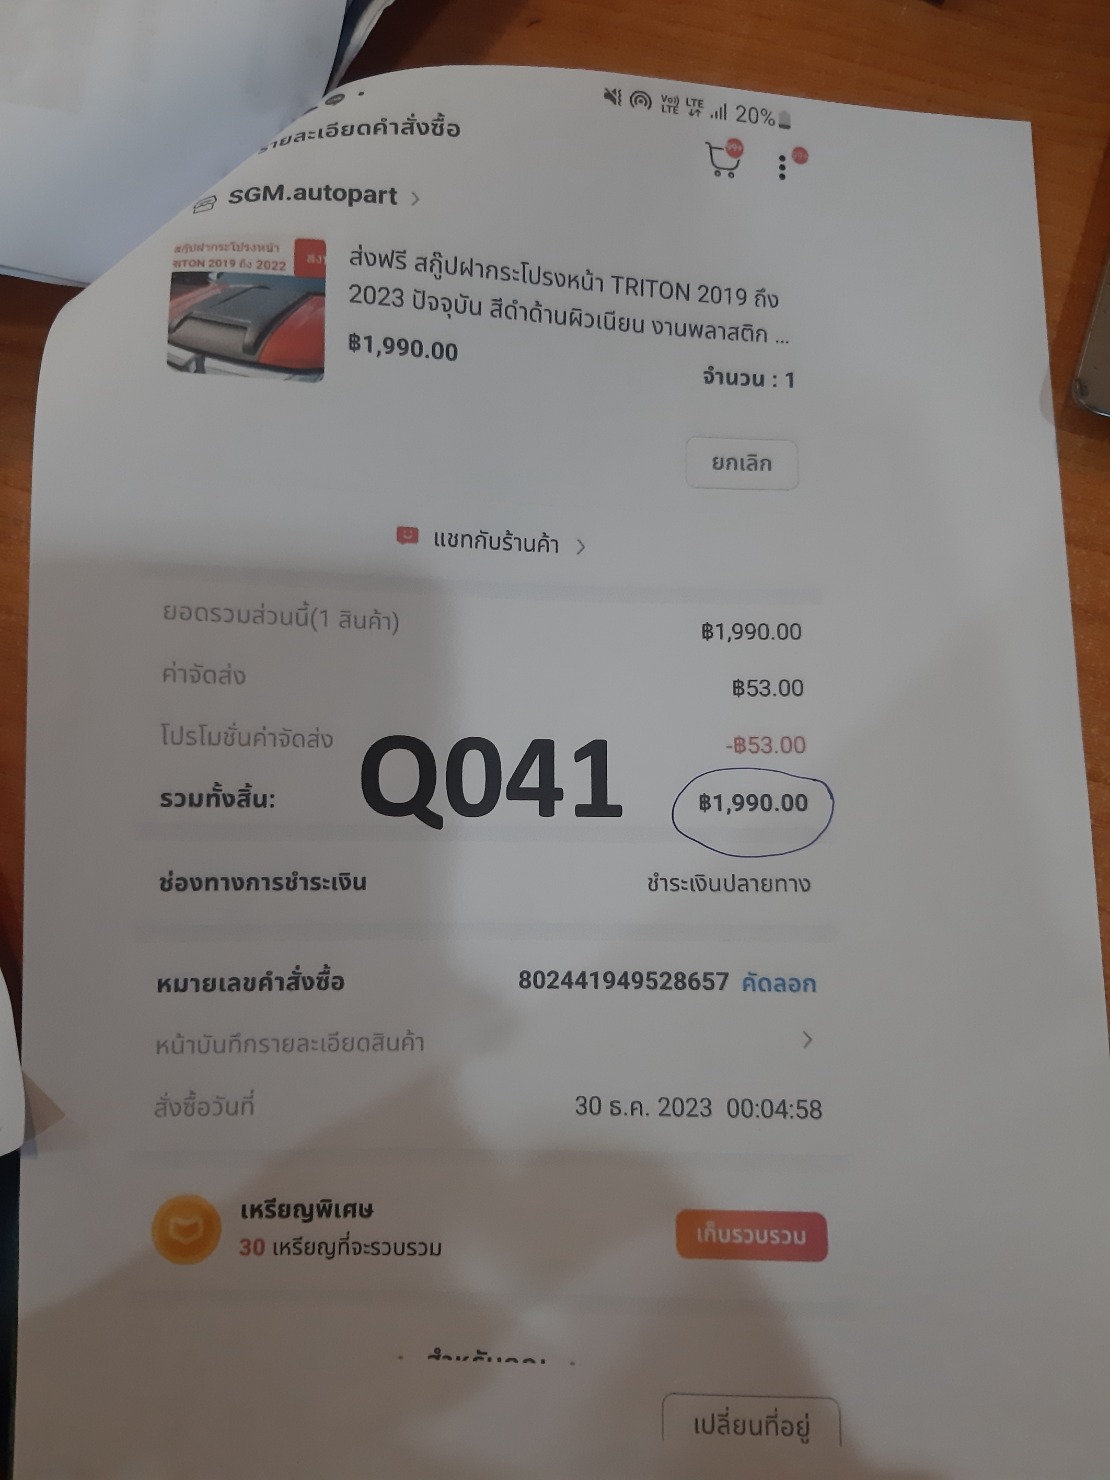 รายละเอียดคำสั่งซื้อ
Vo) LTE LTE 20%
99+
SGM.autopart >
สกู๊ปฝากระโปรงหน้า
TRITON 2019 ถึง 2022
ส่งฟรี สกู๊ปฝากระโปรงหน้า TRITON 2019 ถึง
2023 ปัจจุบัน สีดำด้านผิวเนียน งานพลาสติก ...
฿1,990.00
จำนวน : 1
ยกเลิก
แชทกับร้านค้า >
ยอดรวมส่วนนี้(1 สินค้า) ฿1,990.00
ค่าจัดส่ง ฿53.00
โปรโมชั่นค่าจัดส่ง -฿53.00
Q041
รวมทั้งสิ้น: ฿1,990.00
ช่องทางการชำระเงิน ชำระเงินปลายทาง
หมายเลขคำสั่งซื้อ 802441949528657 คัดลอก
หน้าบันทึกรายละเอียดสินค้า >
สั่งซื้อวันที่ 30 ธ.ค. 2023 00:04:58
เหรียญพิเศษ
30 เหรียญที่จะรวบรวม
เก็บรวบรวม
เปลี่ยนที่อยู่